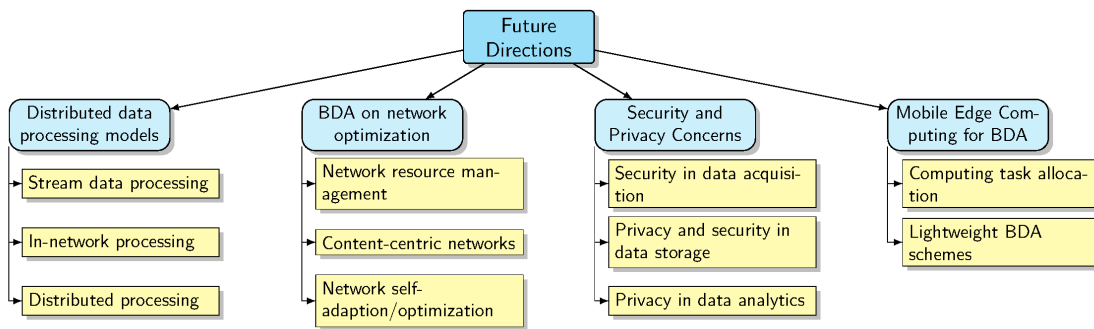 Future
Directions
Distributed data
processing models
Stream data processing
In-network processing
Distributed processing
BDA on network
optimization
Network resource man-
agement
Content-centric networks
Network self-
adaption/optimization
Security and
Privacy Concerns
Security in data acquisi-
tion
Privacy and security in
data storage
Privacy in data analytics
Mobile Edge Com-
puting for BDA
Computing task alloca-
tion
Lightweight BDA
schemes